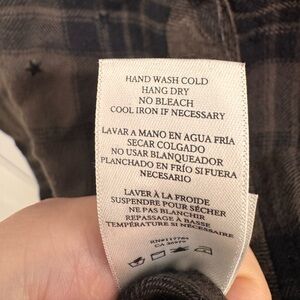 HAND WASH COLD
HANG DRY
NO BLEACH
COOL IRON IF NECESSARY
LAVAR A MANO EN AGUA FRÍA
SECAR COLGADO
NO USAR BLANQUEADOR
PLANCHADO EN FRÍO SI FUERA
NECESARIO
LAVER À LA FROIDE
SUSPENDRE POUR SÉCHER
NE PAS BLANCHIR
REPASSAGE À BASSE
TEMPÉRATURE SI NÉCESSAIRE